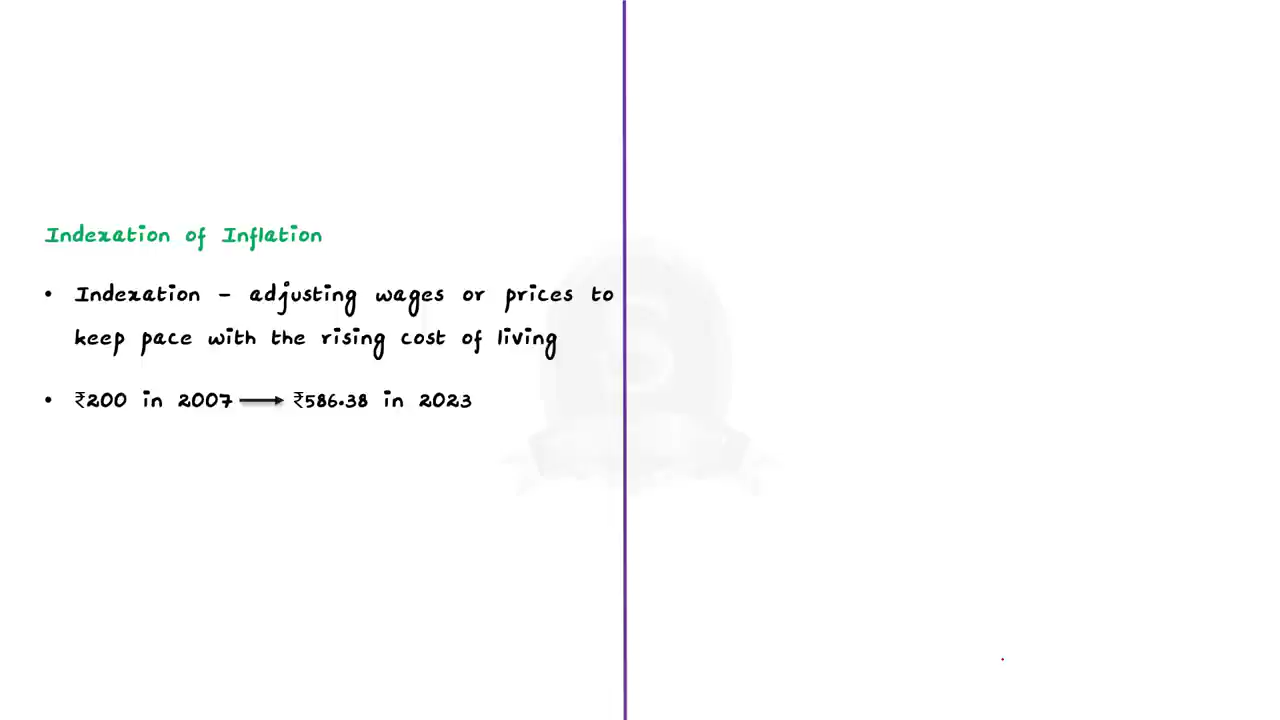 Indexation of Inflation
• Indexation - adjusting wages or prices to
keep pace with the rising cost of living
• ₹200 in 2007 → ₹586.38 in 2023